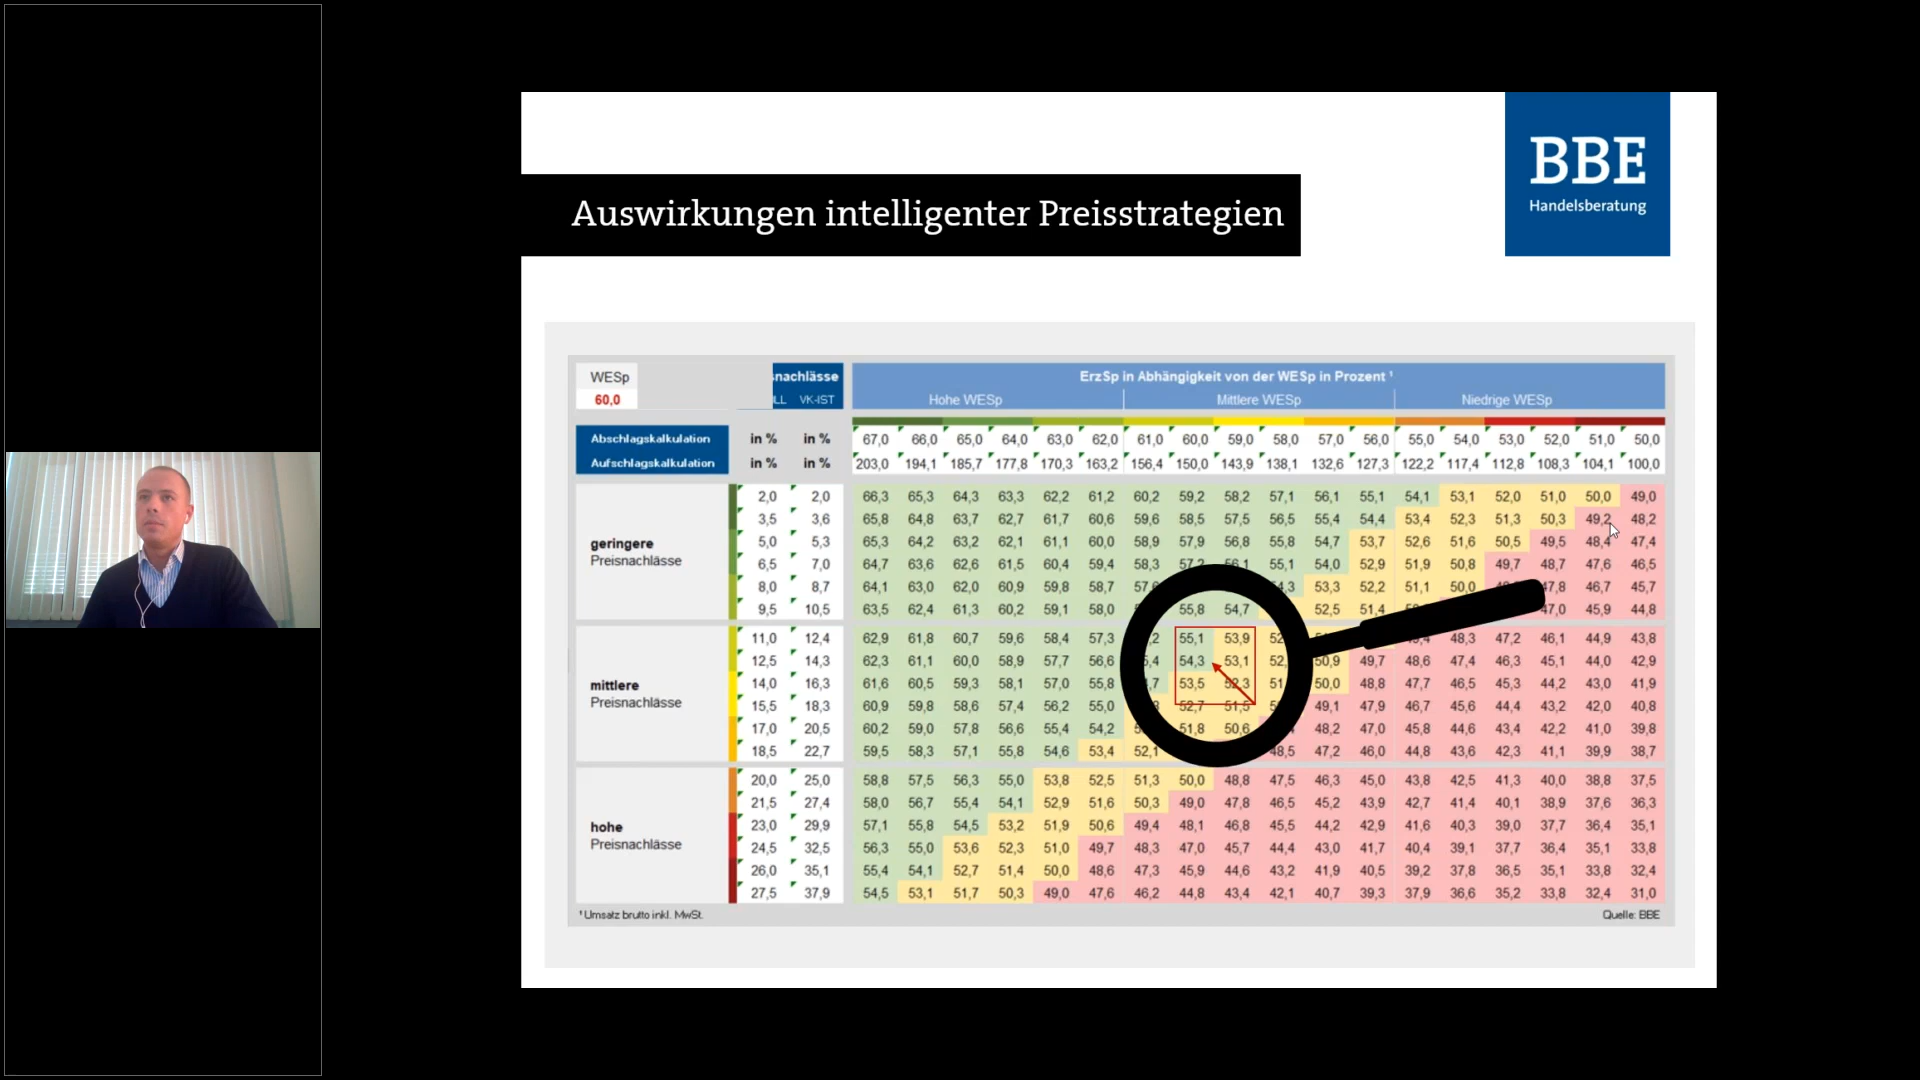 BBE
Handelsberatung
Auswirkungen intelligenter Preisstrategien
WESp
60,0
nachlässe
LL VK-IST
ErzSp in Abhängigkeit von der WESp in Prozent ¹
Hohe WESp Mittlere WESp Niedrige WESp
Abschlagskalkulation in % in % 67,0 66,0 65,0 64,0 63,0 62,0 61,0 60,0 59,0 58,0 57,0 56,0 55,0 54,0 53,0 52,0 51,0 50,0
Aufschlagskalkulation in % in % 203,0 194,1 185,7 177,8 170,3 163,2 156,4 150,0 143,9 138,1 132,6 127,3 122,2 117,4 112,8 108,3 104,1 100,0
geringere
Preisnachlässe
2,0 2,0 66,3 65,3 64,3 63,3 62,2 61,2 60,2 59,2 58,2 57,1 56,1 55,1 54,1 53,1 52,0 51,0 50,0 49,0
3,5 3,6 65,8 64,8 63,7 62,7 61,7 60,6 59,6 58,5 57,5 56,5 55,4 54,4 53,4 52,3 51,3 50,3 49,2 48,2
5,0 5,3 65,3 64,2 63,2 62,1 61,1 60,0 58,9 57,9 56,8 55,8 54,7 53,7 52,6 51,6 50,5 49,5 48,4 47,4
6,5 7,0 64,7 63,6 62,6 61,5 60,4 59,4 58,3 57,2 56,1 55,1 54,0 52,9 51,9 50,8 49,7 48,7 47,6 46,5
8,0 8,7 64,1 63,0 62,0 60,9 59,8 58,7 53,3 52,2 51,1 50,0 47,8 46,7 45,7
9,5 10,5 63,5 62,4 61,3 60,2 59,1 58,0 55,8 54,7 52,5 51,4 47,0 45,9 44,8
mittlere
Preisnachlässe
11,0 12,4 62,9 61,8 60,7 59,6 58,4 57,3 55,1 53,9 48,3 47,2 46,1 44,9 43,8
12,5 14,3 62,3 61,1 60,0 58,9 57,7 56,6 54,3 53,1 50,9 49,7 48,6 47,4 46,3 45,1 44,0 42,9
14,0 16,3 61,6 60,5 59,3 58,1 57,0 55,8 53,5 52,3 50,0 48,8 47,7 46,5 45,3 44,2 43,0 41,9
15,5 18,3 60,9 59,8 58,6 57,4 56,2 55,0 52,7 51,5 49,1 47,9 46,7 45,6 44,4 43,2 42,0 40,8
17,0 20,5 60,2 59,0 57,8 56,6 55,4 54,2 51,8 50,6 48,2 47,0 45,8 44,6 43,4 42,2 41,0 39,8
18,5 22,7 59,5 58,3 57,1 55,8 54,6 53,4 52,1 48,5 47,2 46,0 44,8 43,6 42,3 41,1 39,9 38,7
hohe
Preisnachlässe
20,0 25,0 58,8 57,5 56,3 55,0 53,8 52,5 51,3 50,0 48,8 47,5 46,3 45,0 43,8 42,5 41,3 40,0 38,8 37,5
21,5 27,4 58,0 56,7 55,4 54,1 52,9 51,6 50,3 49,0 47,8 46,5 45,2 43,9 42,7 41,4 40,1 38,9 37,6 36,3
23,0 29,9 57,1 55,8 54,5 53,2 51,9 50,6 49,4 48,1 46,8 45,5 44,2 42,9 41,6 40,3 39,0 37,7 36,4 35,1
24,5 32,5 56,3 55,0 53,6 52,3 51,0 49,7 48,3 47,0 45,7 44,4 43,0 41,7 40,4 39,1 37,7 36,4 35,1 33,8
26,0 35,1 55,4 54,1 52,7 51,4 50,0 48,6 47,3 45,9 44,6 43,2 41,9 40,5 39,2 37,8 36,5 35,1 33,8 32,4
27,5 37,9 54,5 53,1 51,7 50,3 49,0 47,6 46,2 44,8 43,4 42,1 40,7 39,3 37,9 36,6 35,2 33,8 32,4 31,0
¹ Umsatz brutto inkl. MwSt. Quelle: BBE